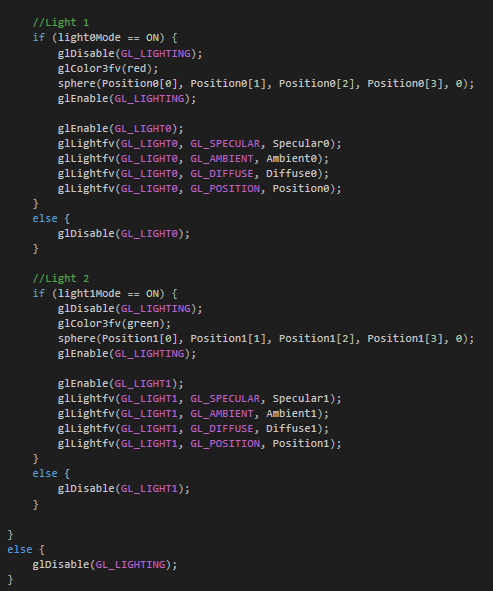 //Light 1
if (light0Mode == ON) {
glDisable(GL_LIGHTING);
glColor3fv(red);
sphere(Position0[0], Position0[1], Position0[2], Position0[3], 0);
glEnable(GL_LIGHTING);
glEnable(GL_LIGHT0);
glLightfv(GL_LIGHT0, GL_SPECULAR, Specular0);
glLightfv(GL_LIGHT0, GL_AMBIENT, Ambient0);
glLightfv(GL_LIGHT0, GL_DIFFUSE, Diffuse0);
glLightfv(GL_LIGHT0, GL_POSITION, Position0);
}
else {
glDisable(GL_LIGHT0);
}
//Light 2
if (light1Mode == ON) {
glDisable(GL_LIGHTING);
glColor3fv(green);
sphere(Position1[0], Position1[1], Position1[2], Position1[3], 0);
glEnable(GL_LIGHTING);
glEnable(GL_LIGHT1);
glLightfv(GL_LIGHT1, GL_SPECULAR, Specular1);
glLightfv(GL_LIGHT1, GL_AMBIENT, Ambient1);
glLightfv(GL_LIGHT1, GL_DIFFUSE, Diffuse1);
glLightfv(GL_LIGHT1, GL_POSITION, Position1);
}
else {
glDisable(GL_LIGHT1);
}
}
else {
glDisable(GL_LIGHTING);
}